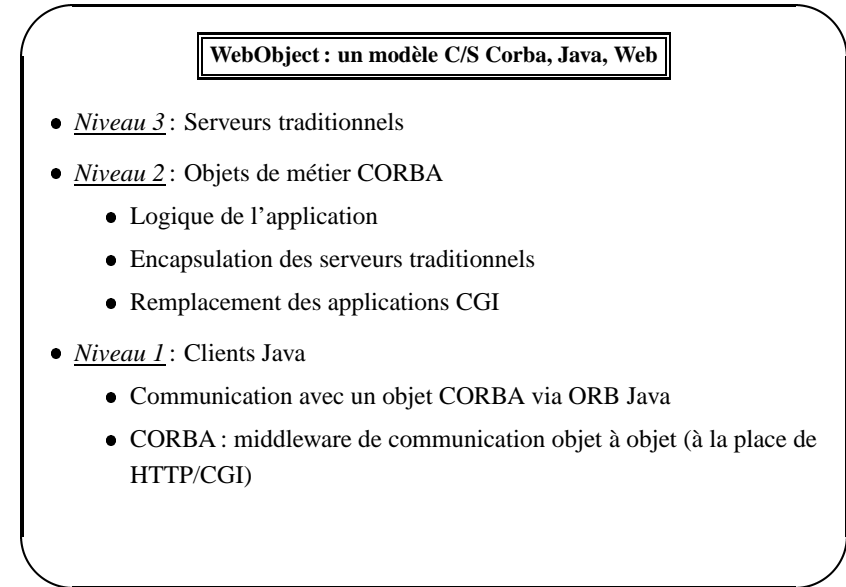 WebObject : un modèle C/S Corba, Java, Web
• Niveau 3 : Serveurs traditionnels
• Niveau 2 : Objets de métier CORBA
• Logique de l'application
• Encapsulation des serveurs traditionnels
• Remplacement des applications CGI
• Niveau 1 : Clients Java
• Communication avec un objet CORBA via ORB Java
• CORBA : middleware de communication objet à objet (à la place de
HTTP/CGI)